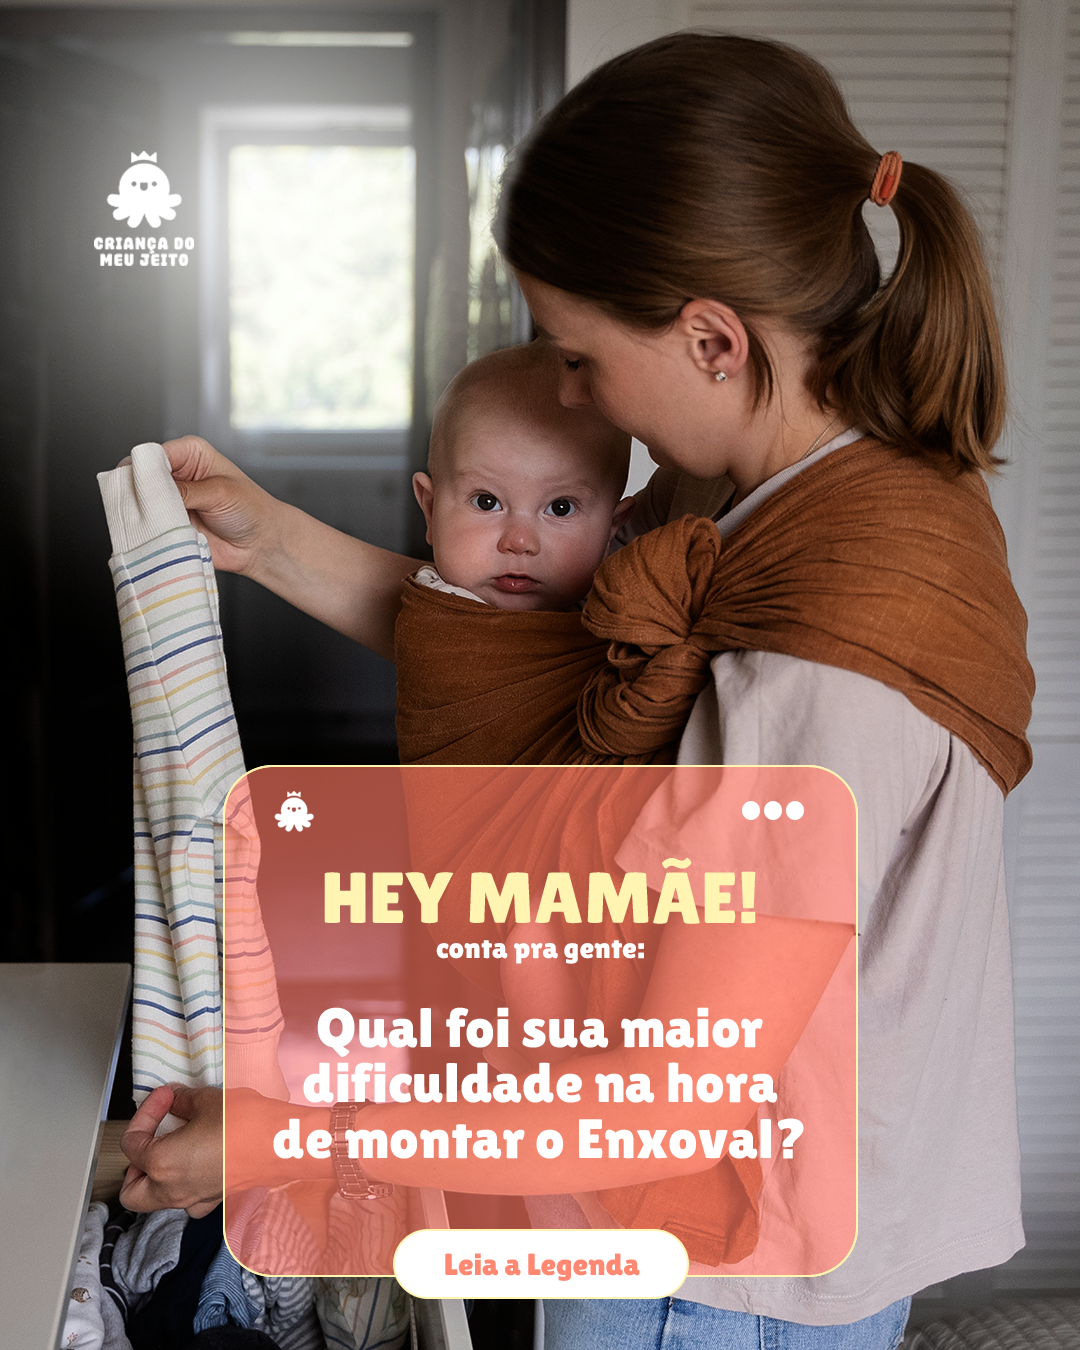 CRIANÇA DO
MEU JEITO
HEY MAMÃE!
conta pra gente:
Qual foi sua maior
dificuldade na hora
de montar o Enxoval?
Leia a Legenda